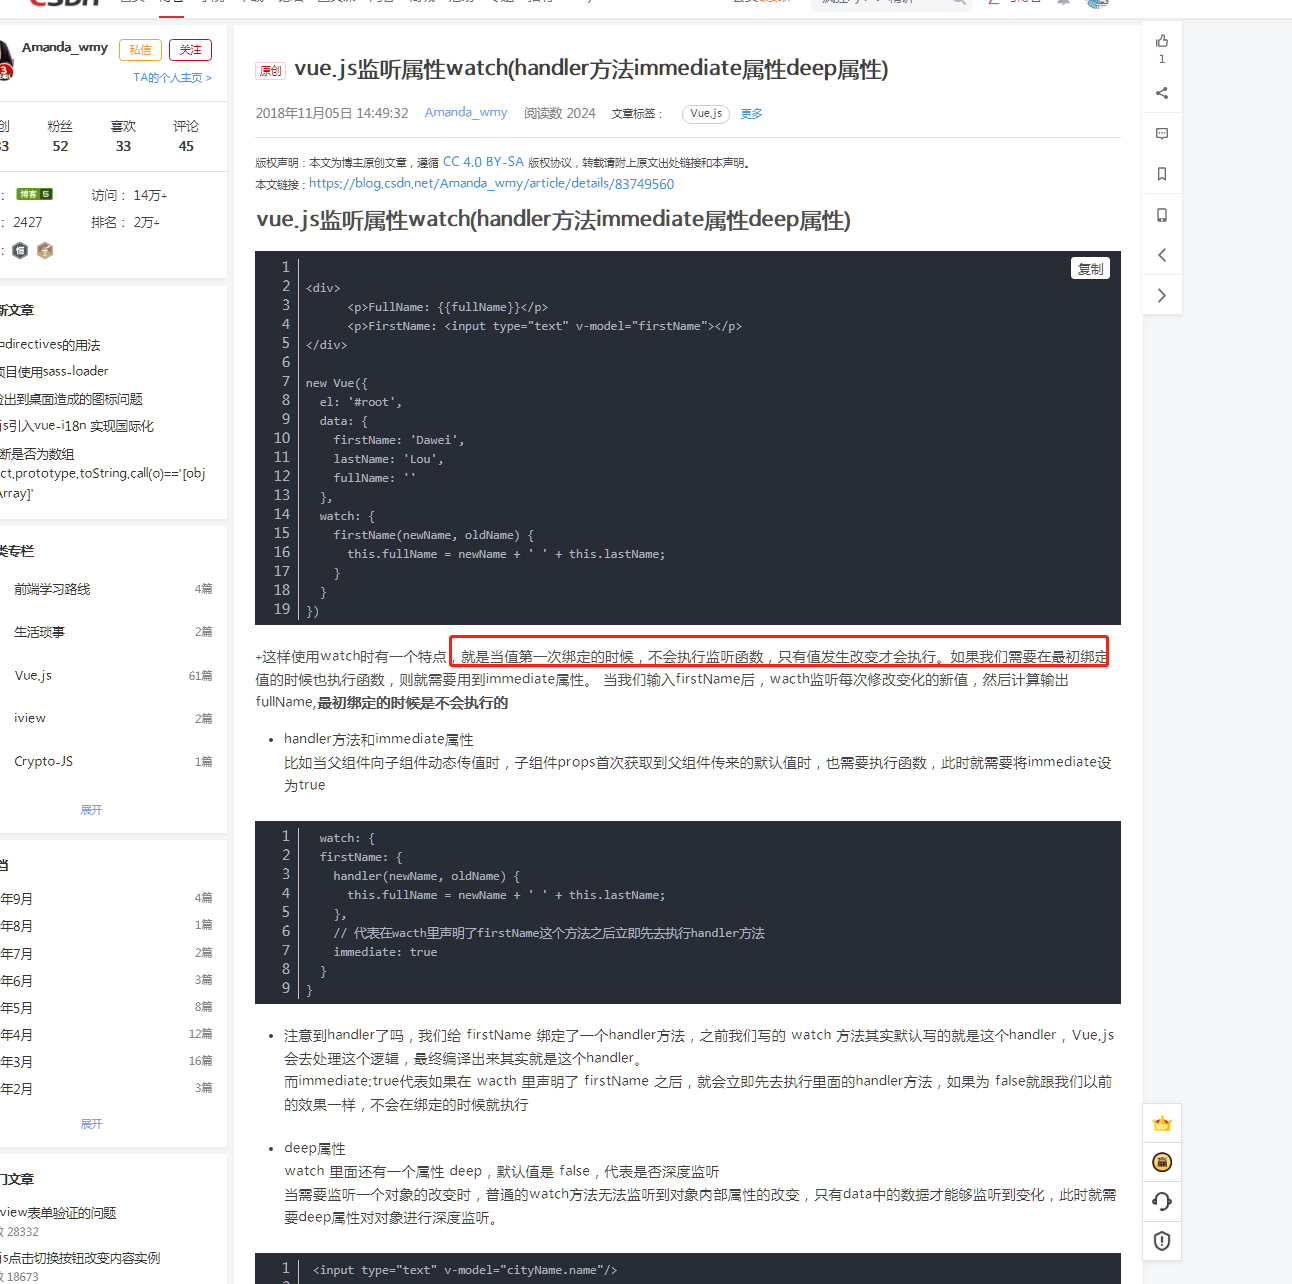 CSDN
Amanda_wmy 私信 关注
TA的个人主页 >
粉丝 喜欢 评论
52 33 45
博客 5 访问： 14万+
2427 排名： 2万+
新文章
directives的用法
项目使用sass-loader
出到桌面造成的图标问题
js引入vue-i18n 实现国际化
断是否为数组
ct.prototype.toString.call(o)=='[obj
Array]'
类专栏
前端学习路线 4篇
生活琐事 2篇
Vue.js 61篇
iview 2篇
Crypto-JS 1篇
展开
档
年9月 4篇
年8月 1篇
年7月 2篇
年6月 3篇
年5月 8篇
年4月 12篇
年3月 16篇
年2月 3篇
展开
门文章
view表单验证的问题
28332
js点击切换按钮改变内容实例
18673
原创 vue.js监听属性watch(handler方法immediate属性deep属性)
2018年11月05日 14:49:32 Amanda_wmy 阅读数 2024 文章标签： Vue.js 更多
版权声明：本文为博主原创文章，遵循 CC 4.0 BY-SA 版权协议，转载请附上原文出处链接和本声明。
本文链接：https://blog.csdn.net/Amanda_wmy/article/details/83749560
vue.js监听属性watch(handler方法immediate属性deep属性)
复制
1
2 <div>
3 <p>FullName: {{fullName}}</p>
4 <p>FirstName: <input type="text" v-model="firstName"></p>
5 </div>
6
7 new Vue({
8 el: '#root',
9 data: {
10 firstName: 'Dawei',
11 lastName: 'Lou',
12 fullName: ''
13 },
14 watch: {
15 firstName(newName, oldName) {
16 this.fullName = newName + ' ' + this.lastName;
17 }
18 }
19 })
+这样使用watch时有一个特点，就是当值第一次绑定的时候，不会执行监听函数，只有值发生改变才会执行。如果我们需要在最初绑定
值的时候也执行函数，则就需要用到immediate属性。 当我们输入firstName后，wacth监听每次修改变化的新值，然后计算输出
fullName,最初绑定的时候是不会执行的
• handler方法和immediate属性
比如当父组件向子组件动态传值时，子组件props首次获取到父组件传来的默认值时，也需要执行函数，此时就需要将immediate设
为true
1 watch: {
2 firstName: {
3 handler(newName, oldName) {
4 this.fullName = newName + ' ' + this.lastName;
5 },
6 // 代表在wacth里声明了firstName这个方法之后立即先去执行handler方法
7 immediate: true
8 }
9 }
• 注意到handler了吗，我们给 firstName 绑定了一个handler方法，之前我们写的 watch 方法其实默认写的就是这个handler，Vue.js
会去处理这个逻辑，最终编译出来其实就是这个handler。
而immediate:true代表如果在 wacth 里声明了 firstName 之后，就会立即先去执行里面的handler方法，如果为 false就跟我们以前
的效果一样，不会在绑定的时候就执行
• deep属性
watch 里面还有一个属性 deep，默认值是 false，代表是否深度监听
当需要监听一个对象的改变时，普通的watch方法无法监听到对象内部属性的改变，只有data中的数据才能够监听到变化，此时就需
要deep属性对对象进行深度监听。
1 <input type="text" v-model="cityName.name"/>
1